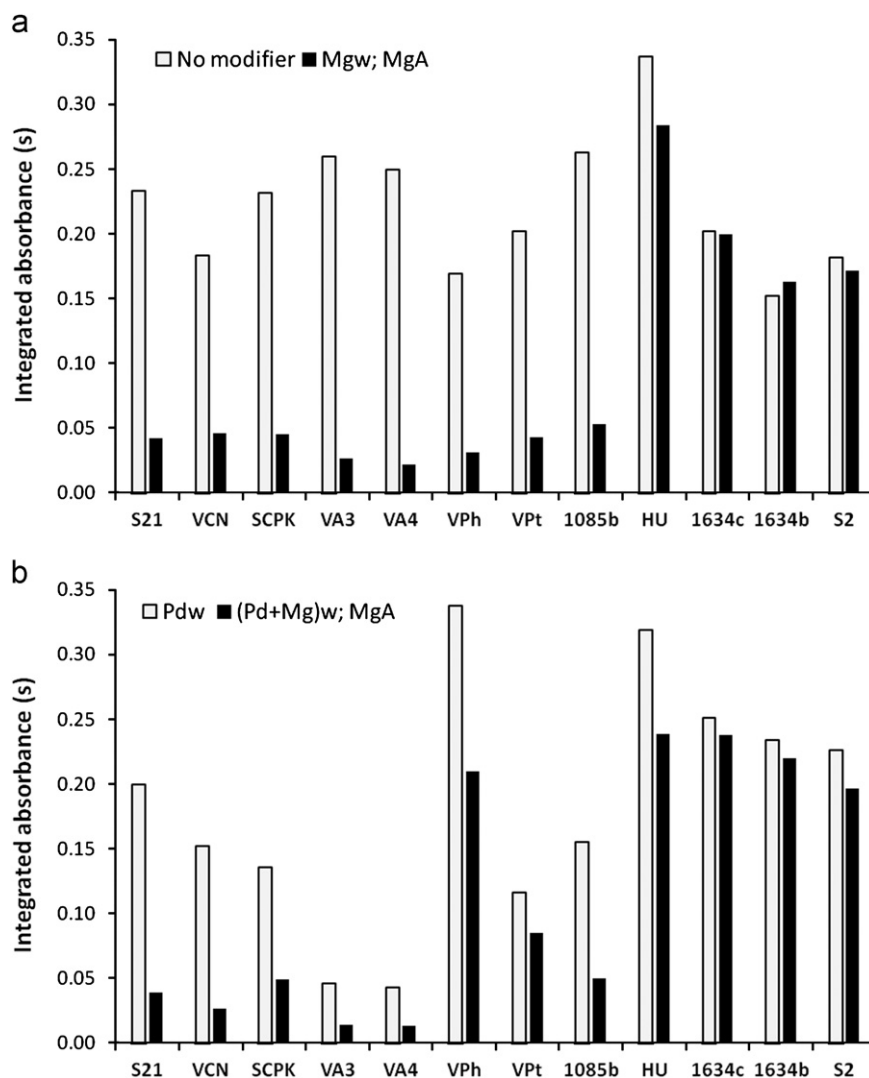 a
0.35
No modifier Mgw; MgA
0.30
0.25
0.20
0.15
0.10
0.05
0.00
Integrated absorbance (s)
S21 VCN SCPK VA3 VA4 VPh VPt 1085b HU 1634c 1634b S2
b
0.35
Pdw (Pd+Mg)w; MgA
0.30
0.25
0.20
0.15
0.10
0.05
0.00
Integrated absorbance (s)
S21 VCN SCPK VA3 VA4 VPh VPt 1085b HU 1634c 1634b S2